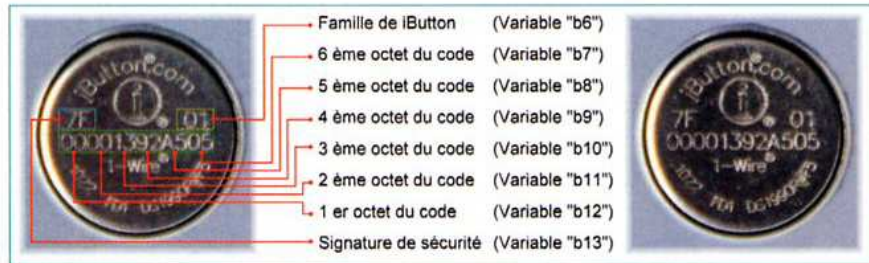 Famille de iButton (Variable "b6")
6 ème octet du code (Variable "b7")
5 ème octet du code (Variable "b8")
4 ème octet du code (Variable "b9")
3 ème octet du code (Variable "b10")
2 ème octet du code (Variable "b11")
1 er octet du code (Variable "b12")
Signature de sécurité (Variable "b13")
iButton.com
7F 01
00001392A505
1-Wire®
iButton.com
7F 01
00001392A505
1-Wire®